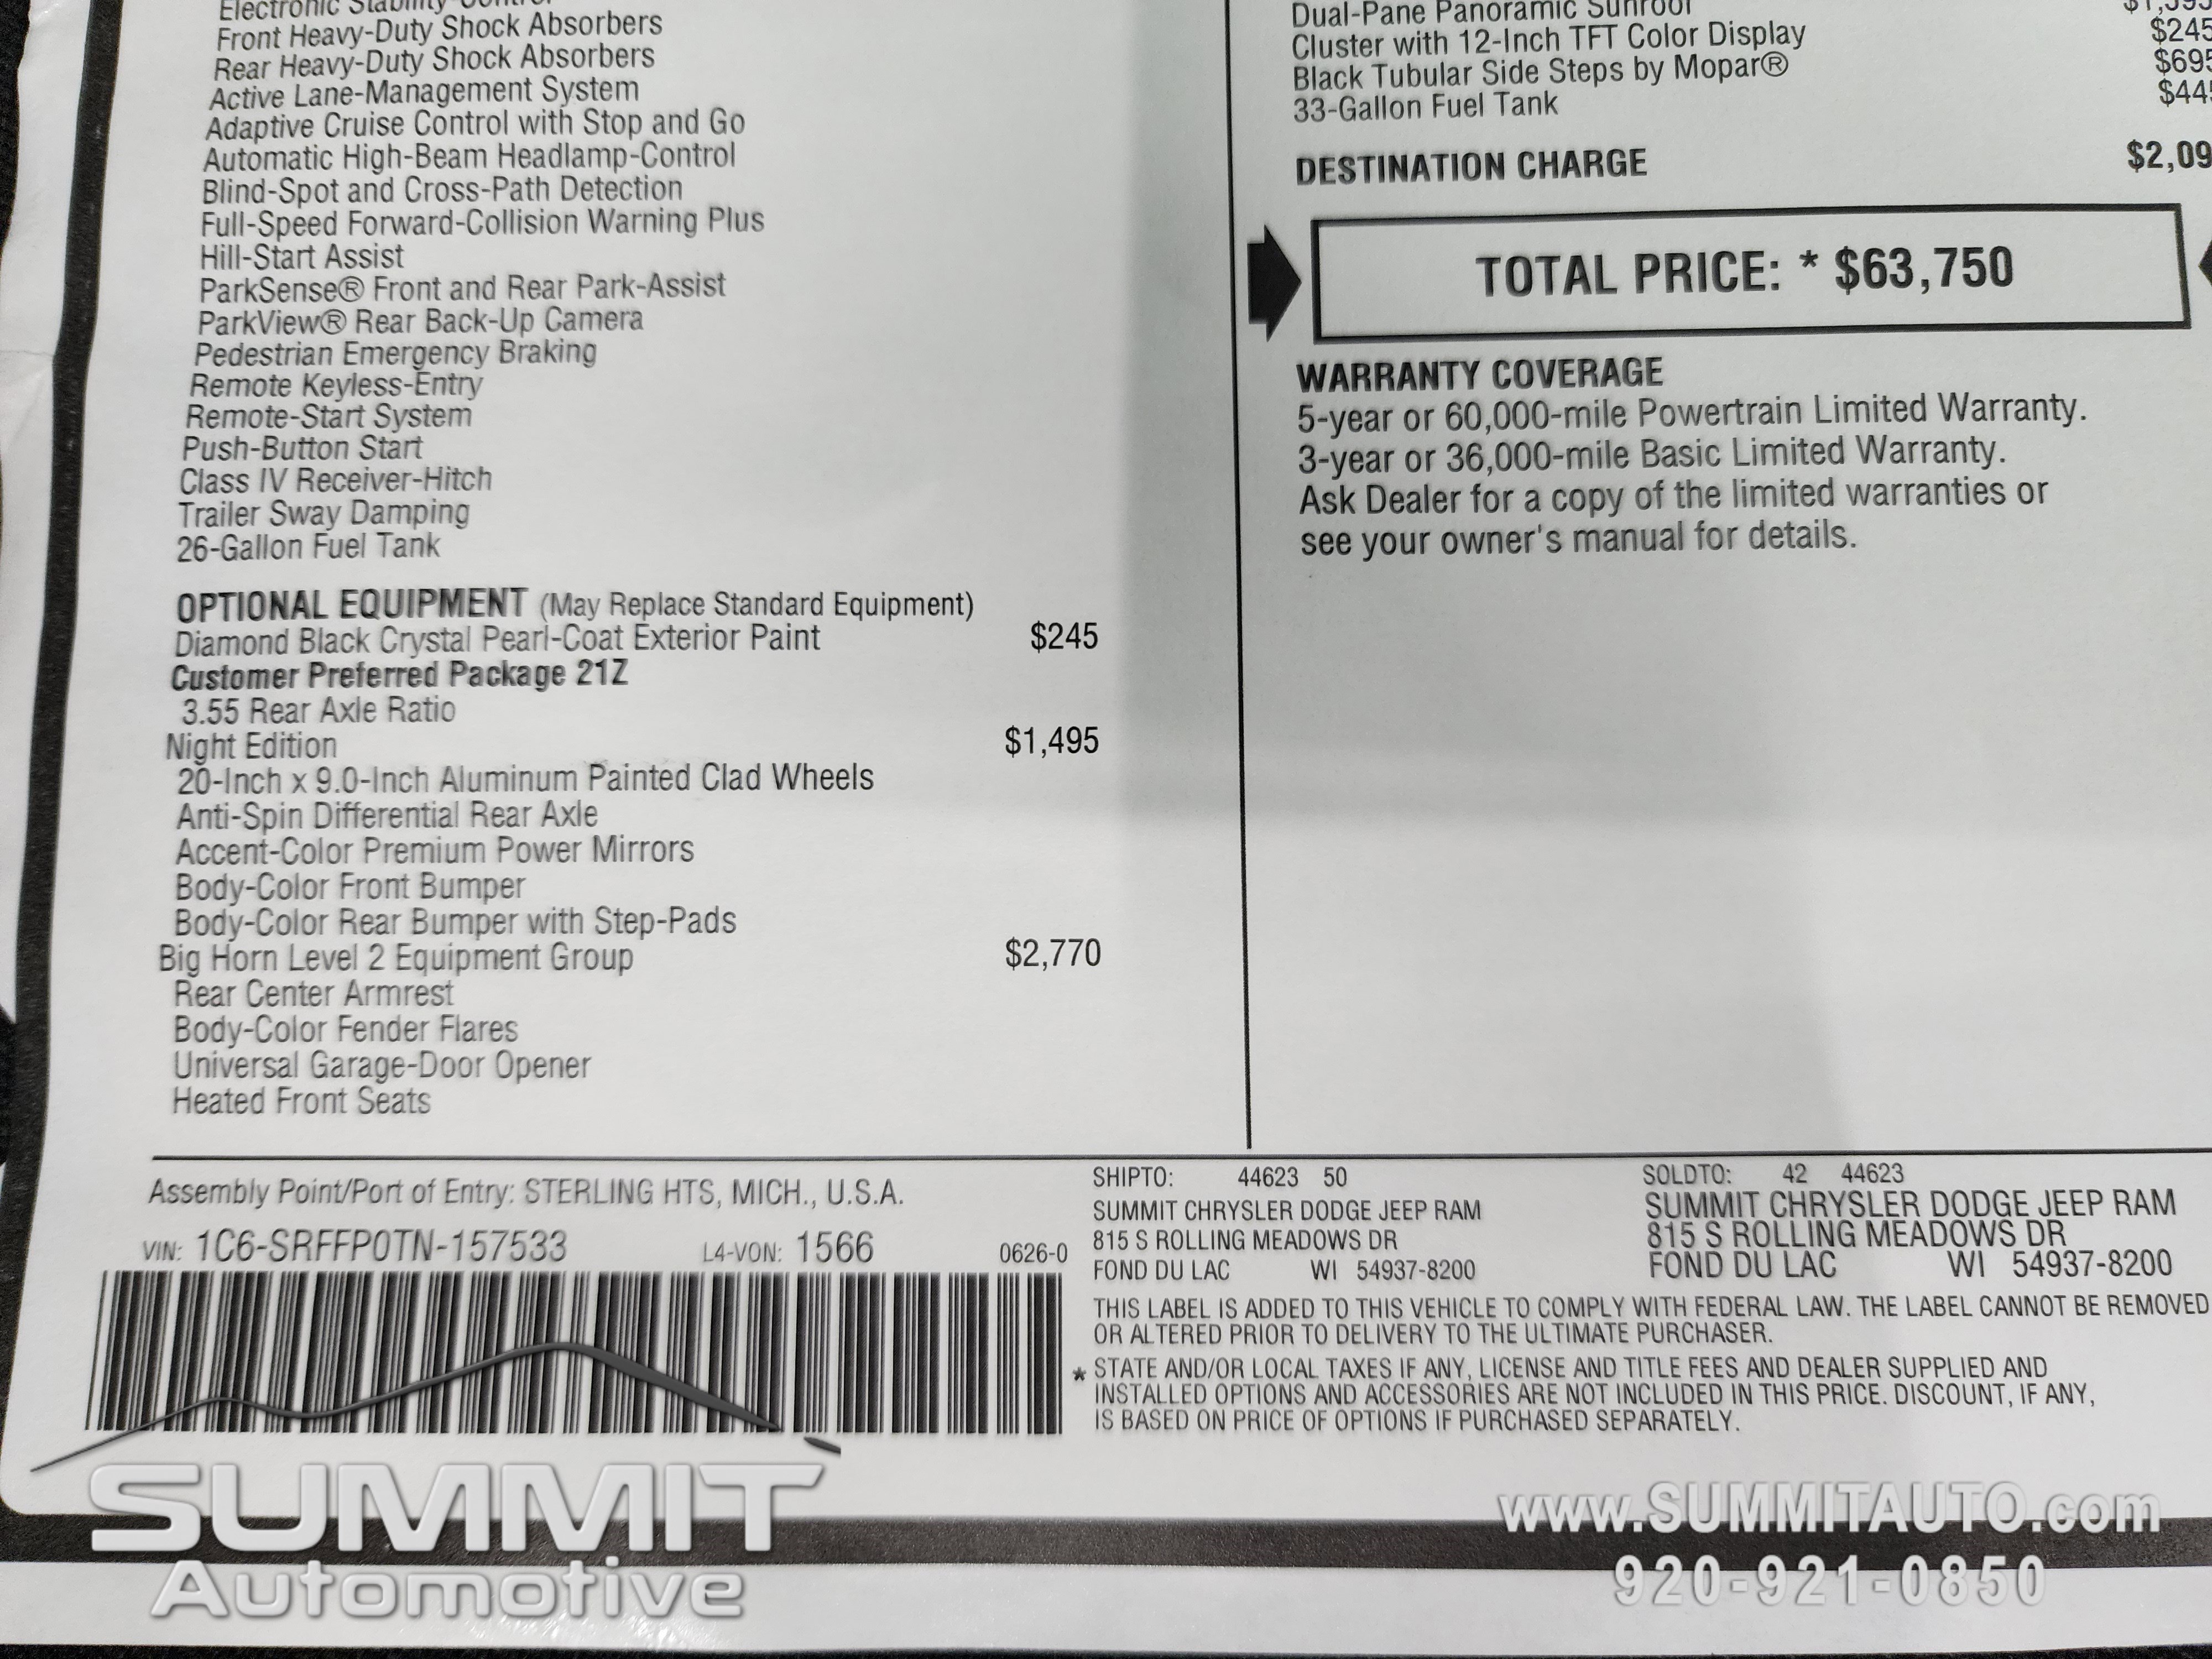 Electronic Stability Control
Front Heavy-Duty Shock Absorbers
Rear Heavy-Duty Shock Absorbers
Active Lane-Management System
Adaptive Cruise Control with Stop and Go
Automatic High-Beam Headlamp-Control
Blind-Spot and Cross-Path Detection
Full-Speed Forward-Collision Warning Plus
Hill-Start Assist
ParkSense® Front and Rear Park-Assist
ParkView® Rear Back-Up Camera
Pedestrian Emergency Braking
Remote Keyless-Entry
Remote-Start System
Push-Button Start
Class IV Receiver-Hitch
Trailer Sway Damping
26-Gallon Fuel Tank
OPTIONAL EQUIPMENT (May Replace Standard Equipment)
Diamond Black Crystal Pearl-Coat Exterior Paint $245
Customer Preferred Package 21Z
3.55 Rear Axle Ratio
Night Edition $1,495
20-Inch x 9.0-Inch Aluminum Painted Clad Wheels
Anti-Spin Differential Rear Axle
Accent-Color Premium Power Mirrors
Body-Color Front Bumper
Body-Color Rear Bumper with Step-Pads
Big Horn Level 2 Equipment Group $2,770
Rear Center Armrest
Body-Color Fender Flares
Universal Garage-Door Opener
Heated Front Seats
Dual-Pane Panoramic Sunroof
Cluster with 12-Inch TFT Color Display $245
Black Tubular Side Steps by Mopar® $695
33-Gallon Fuel Tank $44
DESTINATION CHARGE $2,09
TOTAL PRICE: * $63,750
WARRANTY COVERAGE
5-year or 60,000-mile Powertrain Limited Warranty.
3-year or 36,000-mile Basic Limited Warranty.
Ask Dealer for a copy of the limited warranties or
see your owner's manual for details.
Assembly Point/Port of Entry: STERLING HTS, MICH., U.S.A.
VIN: 1C6-SRFFP0TN-157533 L4-VON: 1566 0626-0
SHIPTO: 44623 50
SUMMIT CHRYSLER DODGE JEEP RAM
815 S ROLLING MEADOWS DR
FOND DU LAC WI 54937-8200
SOLDTO: 42 44623
SUMMIT CHRYSLER DODGE JEEP RAM
815 S ROLLING MEADOWS DR
FOND DU LAC WI 54937-8200
THIS LABEL IS ADDED TO THIS VEHICLE TO COMPLY WITH FEDERAL LAW. THE LABEL CANNOT BE REMOVED
OR ALTERED PRIOR TO DELIVERY TO THE ULTIMATE PURCHASER.
* STATE AND/OR LOCAL TAXES IF ANY, LICENSE AND TITLE FEES AND DEALER SUPPLIED AND
INSTALLED OPTIONS AND ACCESSORIES ARE NOT INCLUDED IN THIS PRICE. DISCOUNT, IF ANY,
IS BASED ON PRICE OF OPTIONS IF PURCHASED SEPARATELY.
SUMMIT
Automotive
www.SUMMITAUTO.com
920-921-0850